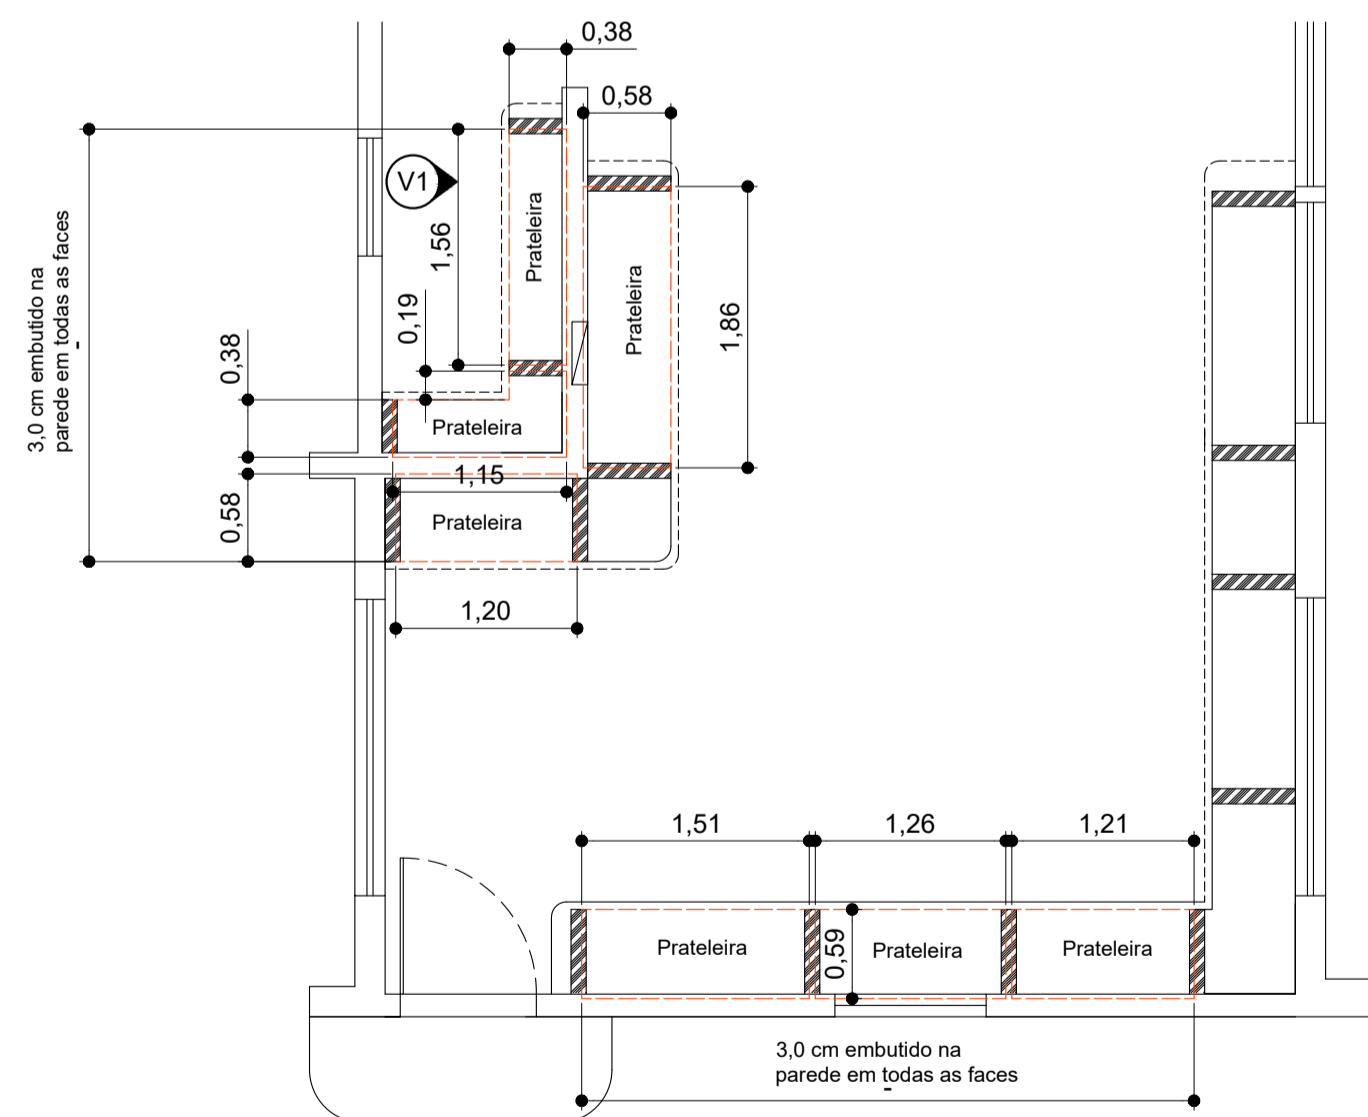 0,38
0,58
V1
3,0 cm embutido na
parede em todas as faces
1,56
Prateleira
Prateleira
1,86
0,19
0,38
Prateleira
1,15
0,58
Prateleira
1,20
1,51
1,26
1,21
Prateleira
0,59
Prateleira
Prateleira
3,0 cm embutido na
parede em todas as faces